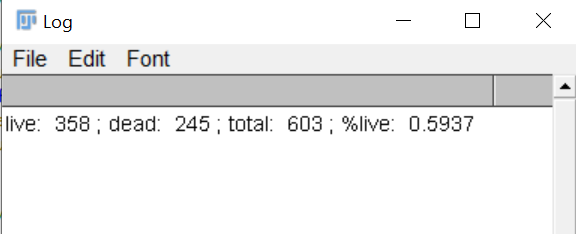 Log
File Edit Font
live: 358 ; dead: 245 ; total: 603 ; %live: 0.5937